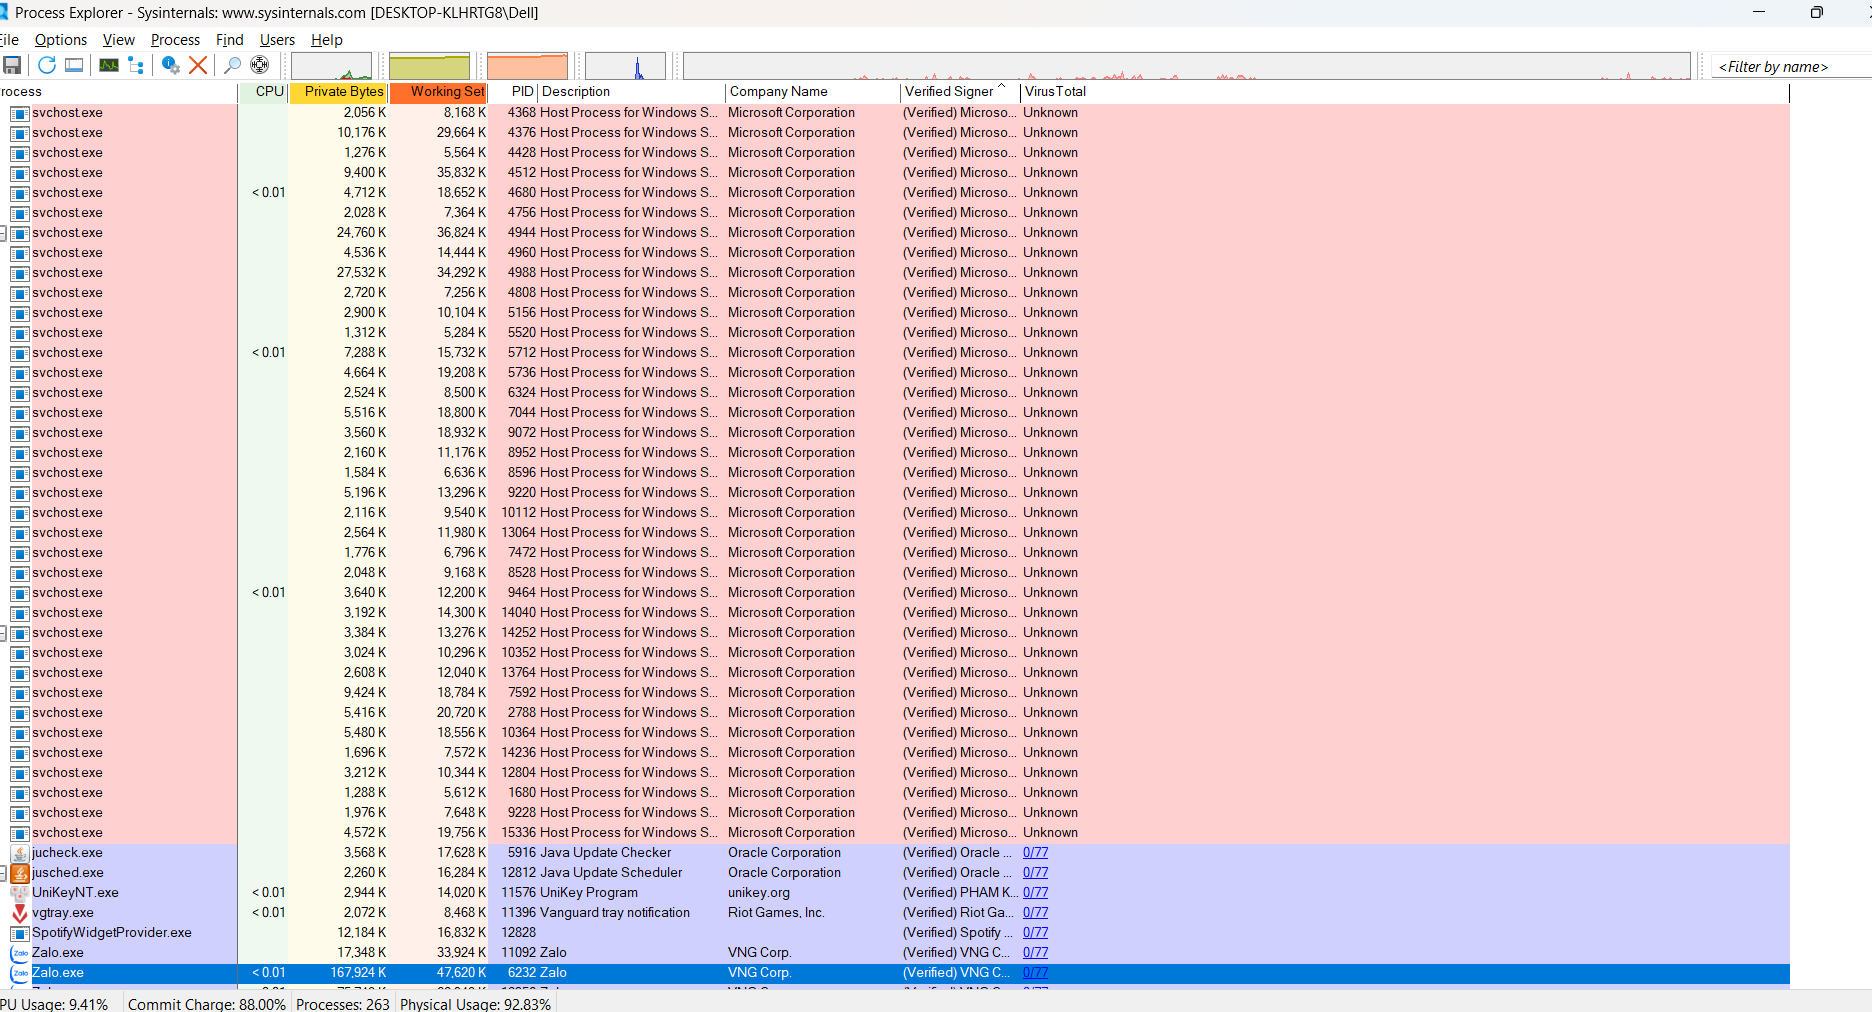 Process Explorer - Sysinternals: www.sysinternals.com [DESKTOP-KLHRTG8\Dell]
ile Options View Process Find Users Help
<Filter by name>
rocess CPU Private Bytes Working Set PID Description Company Name Verified Signer VirusTotal
svchost.exe 2,056 K 8,168 K 4368 Host Process for Windows S... Microsoft Corporation (Verified) Microso... Unknown
svchost.exe 10,176 K 29,664 K 4376 Host Process for Windows S... Microsoft Corporation (Verified) Microso... Unknown
svchost.exe 1,276 K 5,564 K 4428 Host Process for Windows S... Microsoft Corporation (Verified) Microso... Unknown
svchost.exe 9,400 K 35,832 K 4512 Host Process for Windows S... Microsoft Corporation (Verified) Microso... Unknown
svchost.exe < 0.01 4,712 K 18,652 K 4680 Host Process for Windows S... Microsoft Corporation (Verified) Microso... Unknown
svchost.exe 2,028 K 7,364 K 4756 Host Process for Windows S... Microsoft Corporation (Verified) Microso... Unknown
svchost.exe 24,760 K 36,824 K 4944 Host Process for Windows S... Microsoft Corporation (Verified) Microso... Unknown
svchost.exe 4,536 K 14,444 K 4960 Host Process for Windows S... Microsoft Corporation (Verified) Microso... Unknown
svchost.exe 27,532 K 34,292 K 4988 Host Process for Windows S... Microsoft Corporation (Verified) Microso... Unknown
svchost.exe 2,720 K 7,256 K 4808 Host Process for Windows S... Microsoft Corporation (Verified) Microso... Unknown
svchost.exe 2,900 K 10,104 K 5156 Host Process for Windows S... Microsoft Corporation (Verified) Microso... Unknown
svchost.exe 1,312 K 5,284 K 5520 Host Process for Windows S... Microsoft Corporation (Verified) Microso... Unknown
svchost.exe < 0.01 7,288 K 15,732 K 5712 Host Process for Windows S... Microsoft Corporation (Verified) Microso... Unknown
svchost.exe 4,664 K 19,208 K 5736 Host Process for Windows S... Microsoft Corporation (Verified) Microso... Unknown
svchost.exe 2,524 K 8,500 K 6324 Host Process for Windows S... Microsoft Corporation (Verified) Microso... Unknown
svchost.exe 5,516 K 18,800 K 7044 Host Process for Windows S... Microsoft Corporation (Verified) Microso... Unknown
svchost.exe 3,560 K 18,932 K 9072 Host Process for Windows S... Microsoft Corporation (Verified) Microso... Unknown
svchost.exe 2,160 K 11,176 K 8952 Host Process for Windows S... Microsoft Corporation (Verified) Microso... Unknown
svchost.exe 1,584 K 6,636 K 8596 Host Process for Windows S... Microsoft Corporation (Verified) Microso... Unknown
svchost.exe 5,196 K 13,296 K 9220 Host Process for Windows S... Microsoft Corporation (Verified) Microso... Unknown
svchost.exe 2,116 K 9,540 K 10112 Host Process for Windows S... Microsoft Corporation (Verified) Microso... Unknown
svchost.exe 2,564 K 11,980 K 13064 Host Process for Windows S... Microsoft Corporation (Verified) Microso... Unknown
svchost.exe 1,776 K 6,796 K 7472 Host Process for Windows S... Microsoft Corporation (Verified) Microso... Unknown
svchost.exe 2,048 K 9,168 K 8528 Host Process for Windows S... Microsoft Corporation (Verified) Microso... Unknown
svchost.exe < 0.01 3,640 K 12,200 K 9464 Host Process for Windows S... Microsoft Corporation (Verified) Microso... Unknown
svchost.exe 3,192 K 14,300 K 14040 Host Process for Windows S... Microsoft Corporation (Verified) Microso... Unknown
svchost.exe 3,384 K 13,276 K 14252 Host Process for Windows S... Microsoft Corporation (Verified) Microso... Unknown
svchost.exe 3,024 K 10,296 K 10352 Host Process for Windows S... Microsoft Corporation (Verified) Microso... Unknown
svchost.exe 2,608 K 12,040 K 13764 Host Process for Windows S... Microsoft Corporation (Verified) Microso... Unknown
svchost.exe 9,424 K 18,784 K 7592 Host Process for Windows S... Microsoft Corporation (Verified) Microso... Unknown
svchost.exe 5,416 K 20,720 K 2788 Host Process for Windows S... Microsoft Corporation (Verified) Microso... Unknown
svchost.exe 5,480 K 18,556 K 10364 Host Process for Windows S... Microsoft Corporation (Verified) Microso... Unknown
svchost.exe 1,696 K 7,572 K 14236 Host Process for Windows S... Microsoft Corporation (Verified) Microso... Unknown
svchost.exe 3,212 K 10,344 K 12804 Host Process for Windows S... Microsoft Corporation (Verified) Microso... Unknown
svchost.exe 1,288 K 5,612 K 1680 Host Process for Windows S... Microsoft Corporation (Verified) Microso... Unknown
svchost.exe 1,976 K 7,648 K 9228 Host Process for Windows S... Microsoft Corporation (Verified) Microso... Unknown
svchost.exe 4,572 K 19,756 K 15336 Host Process for Windows S... Microsoft Corporation (Verified) Microso... Unknown
jucheck.exe 3,568 K 17,628 K 5916 Java Update Checker Oracle Corporation (Verified) Oracle ... 0/77
jusched.exe 2,260 K 16,284 K 12812 Java Update Scheduler Oracle Corporation (Verified) Oracle ... 0/77
UniKeyNT.exe < 0.01 2,944 K 14,020 K 11576 UniKey Program unikey.org (Verified) PHAM K... 0/77
vgtray.exe < 0.01 2,072 K 8,468 K 11396 Vanguard tray notification Riot Games, Inc. (Verified) Riot Ga... 0/77
SpotifyWidgetProvider.exe 12,184 K 16,832 K 12828 (Verified) Spotify ... 0/77
Zalo Zalo.exe 17,348 K 33,924 K 11092 Zalo VNG Corp. (Verified) VNG C... 0/77
Zalo Zalo.exe < 0.01 167,924 K 47,620 K 6232 Zalo VNG Corp. (Verified) VNG C... 0/77
PU Usage: 9.41% Commit Charge: 88.00% Processes: 263 Physical Usage: 92.83%